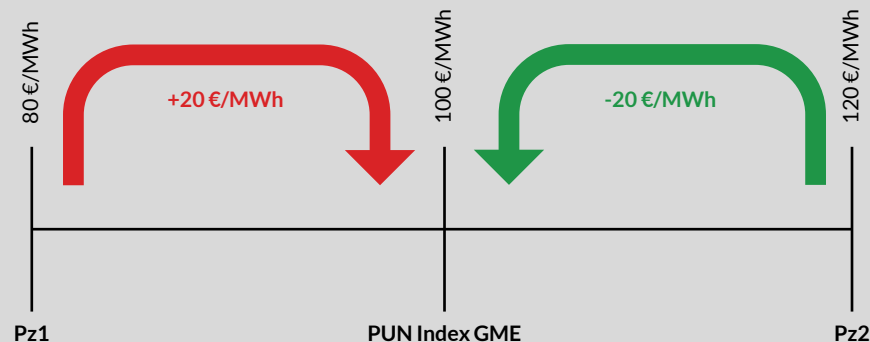 80 €/MWh
+20 €/MWh
100 €/MWh
-20 €/MWh
120 €/MWh
Pz1
PUN Index GME
Pz2